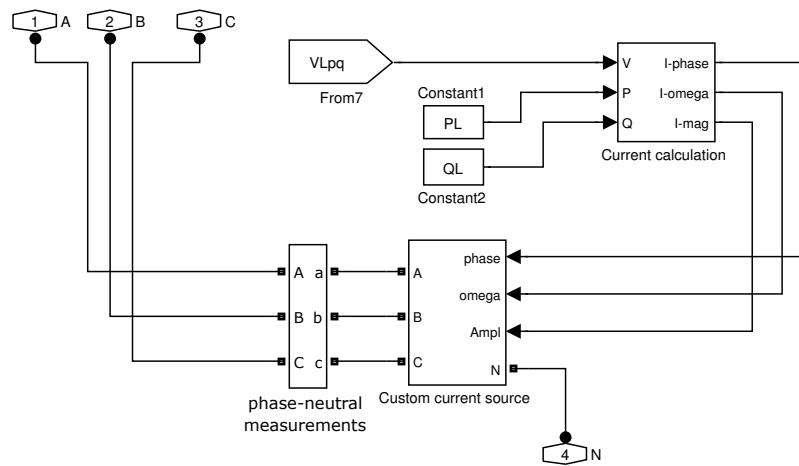 1 A 2 B 3 C
VLpq
From7
Constant1
PL
QL
Constant2
V I-phase
P I-omega
Q I-mag
Current calculation
A a
B b
C c
phase-neutral
measurements
phase
A
omega
B
Ampl
C
N
Custom current source
4 N